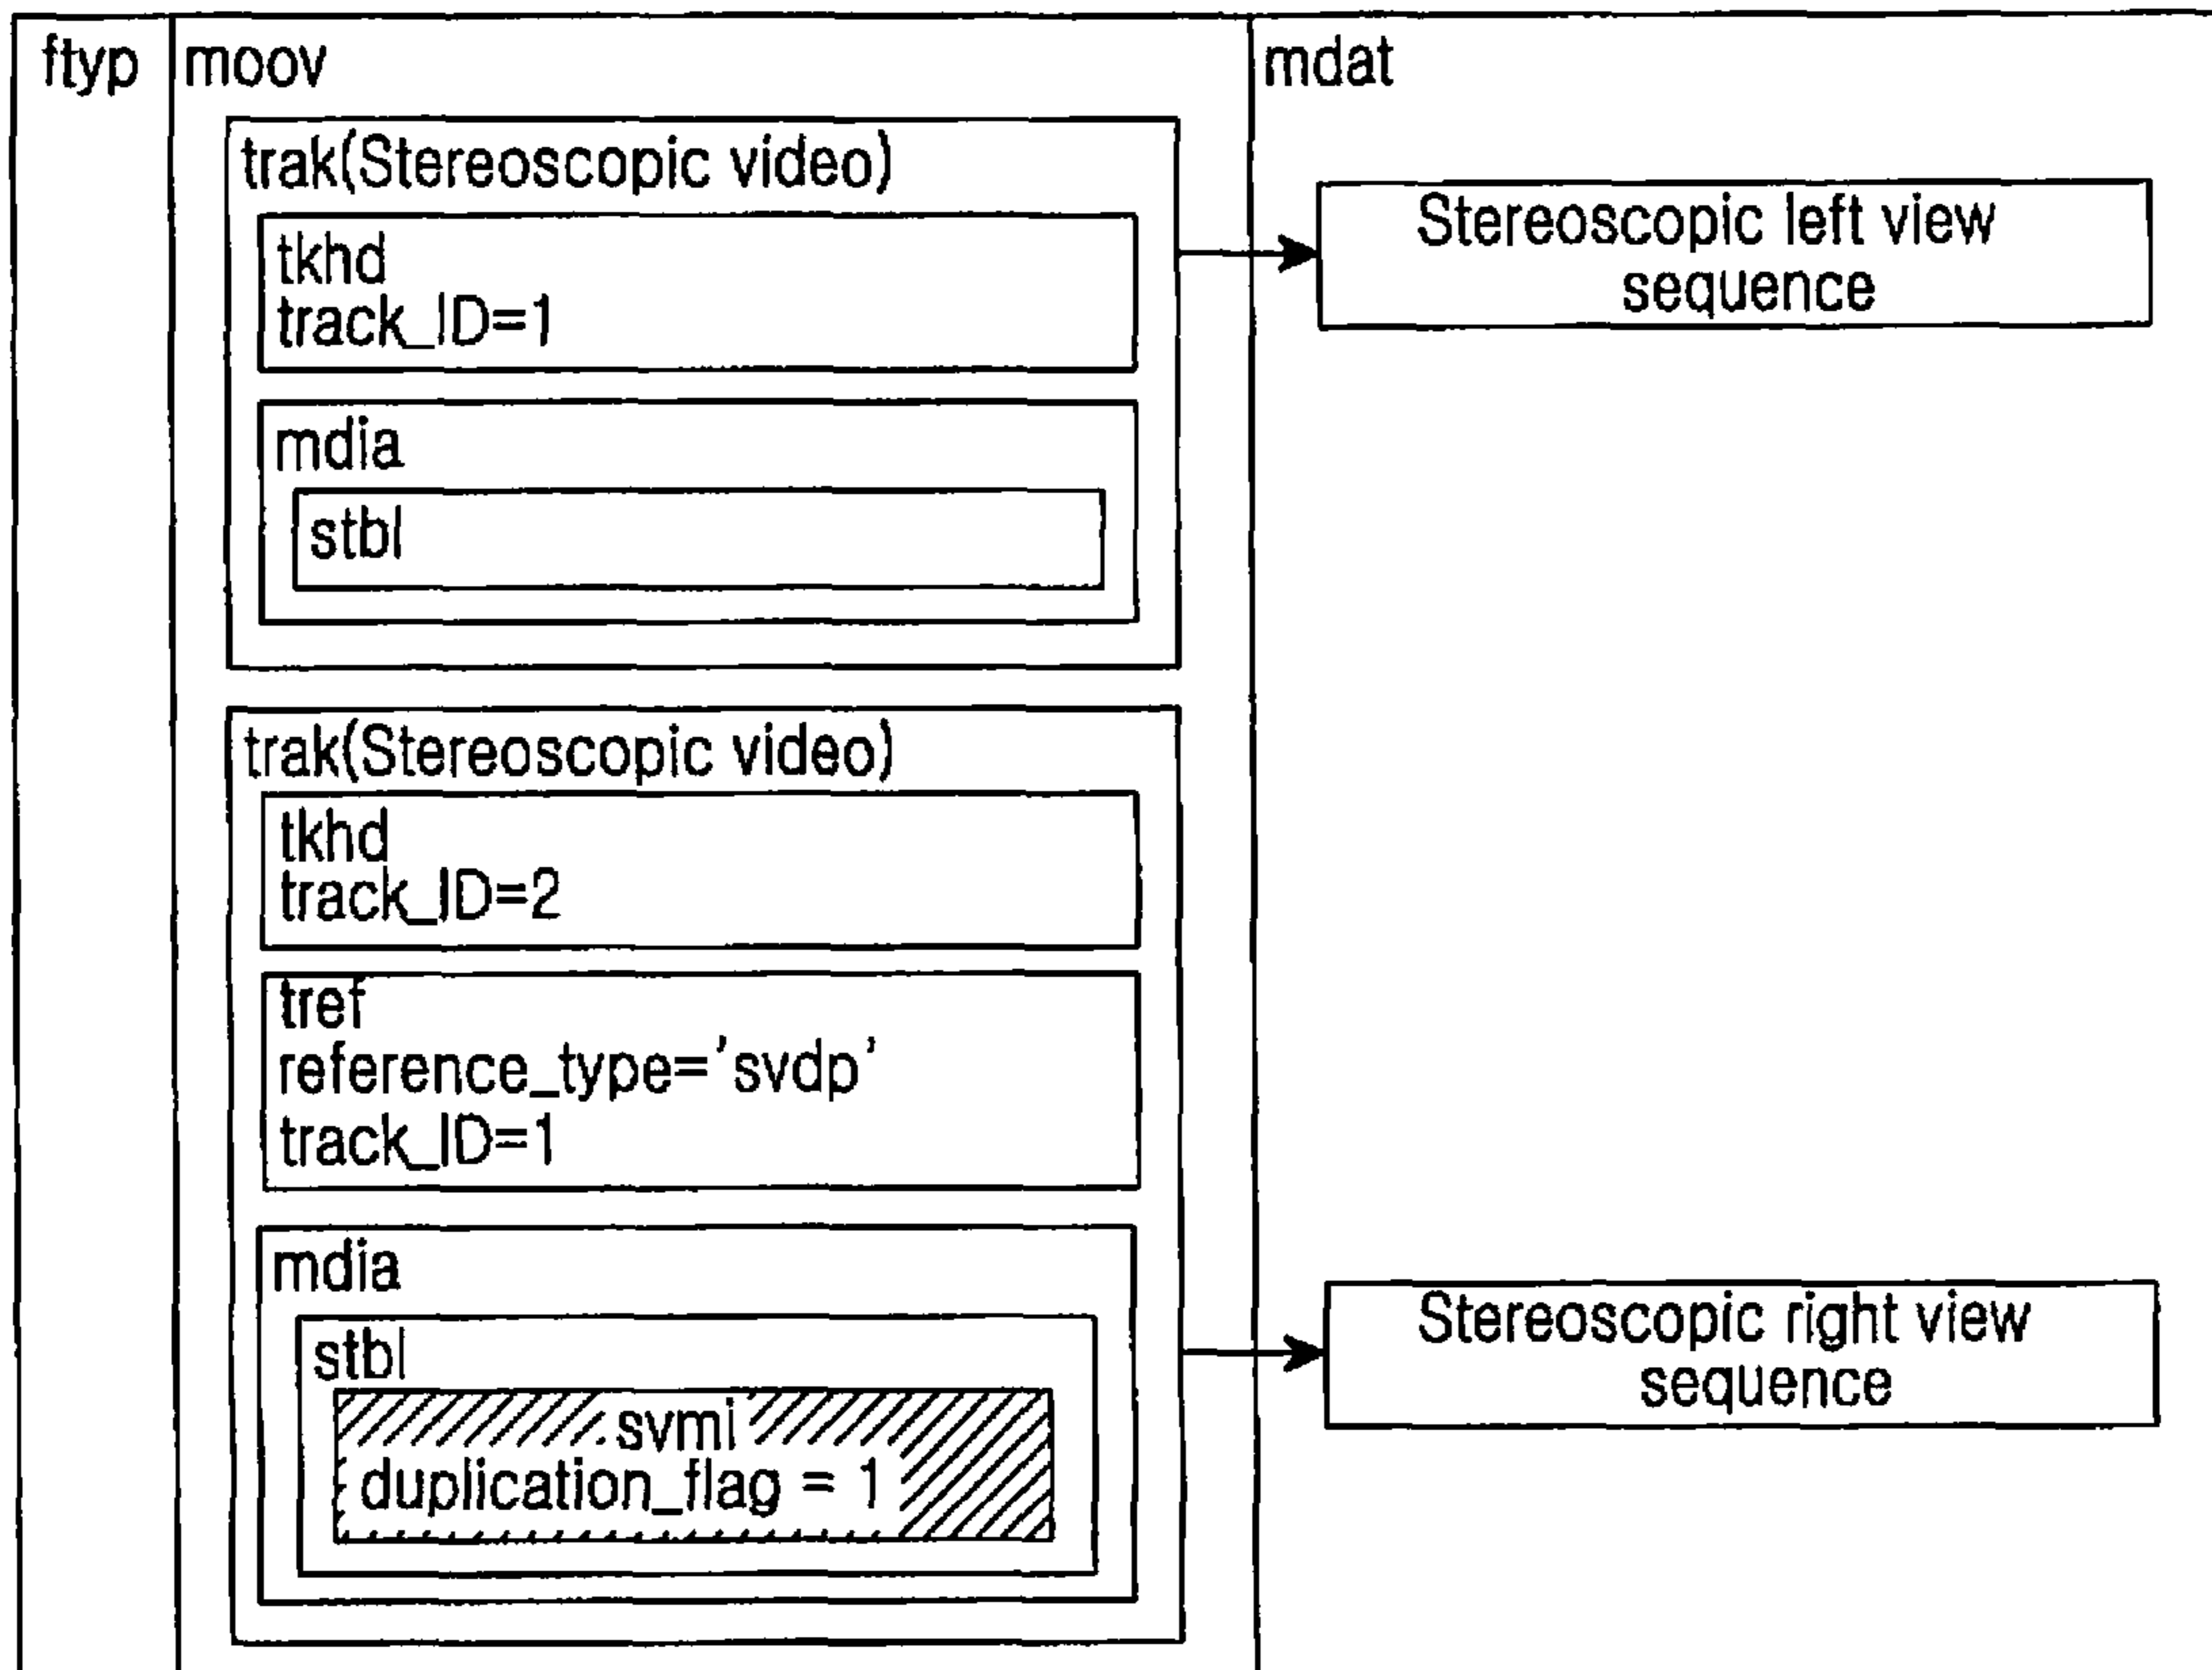 ftyp
moov
mdat
trak(Stereoscopic video)
tkhd
track_ID=1
mdia
stbl
Stereoscopic left view
sequence
trak(Stereoscopic video)
tkhd
track_ID=2
tref
reference_type='svdp'
track_ID=1
mdia
stbl
svmi
duplication_flag = 1
Stereoscopic right view
sequence